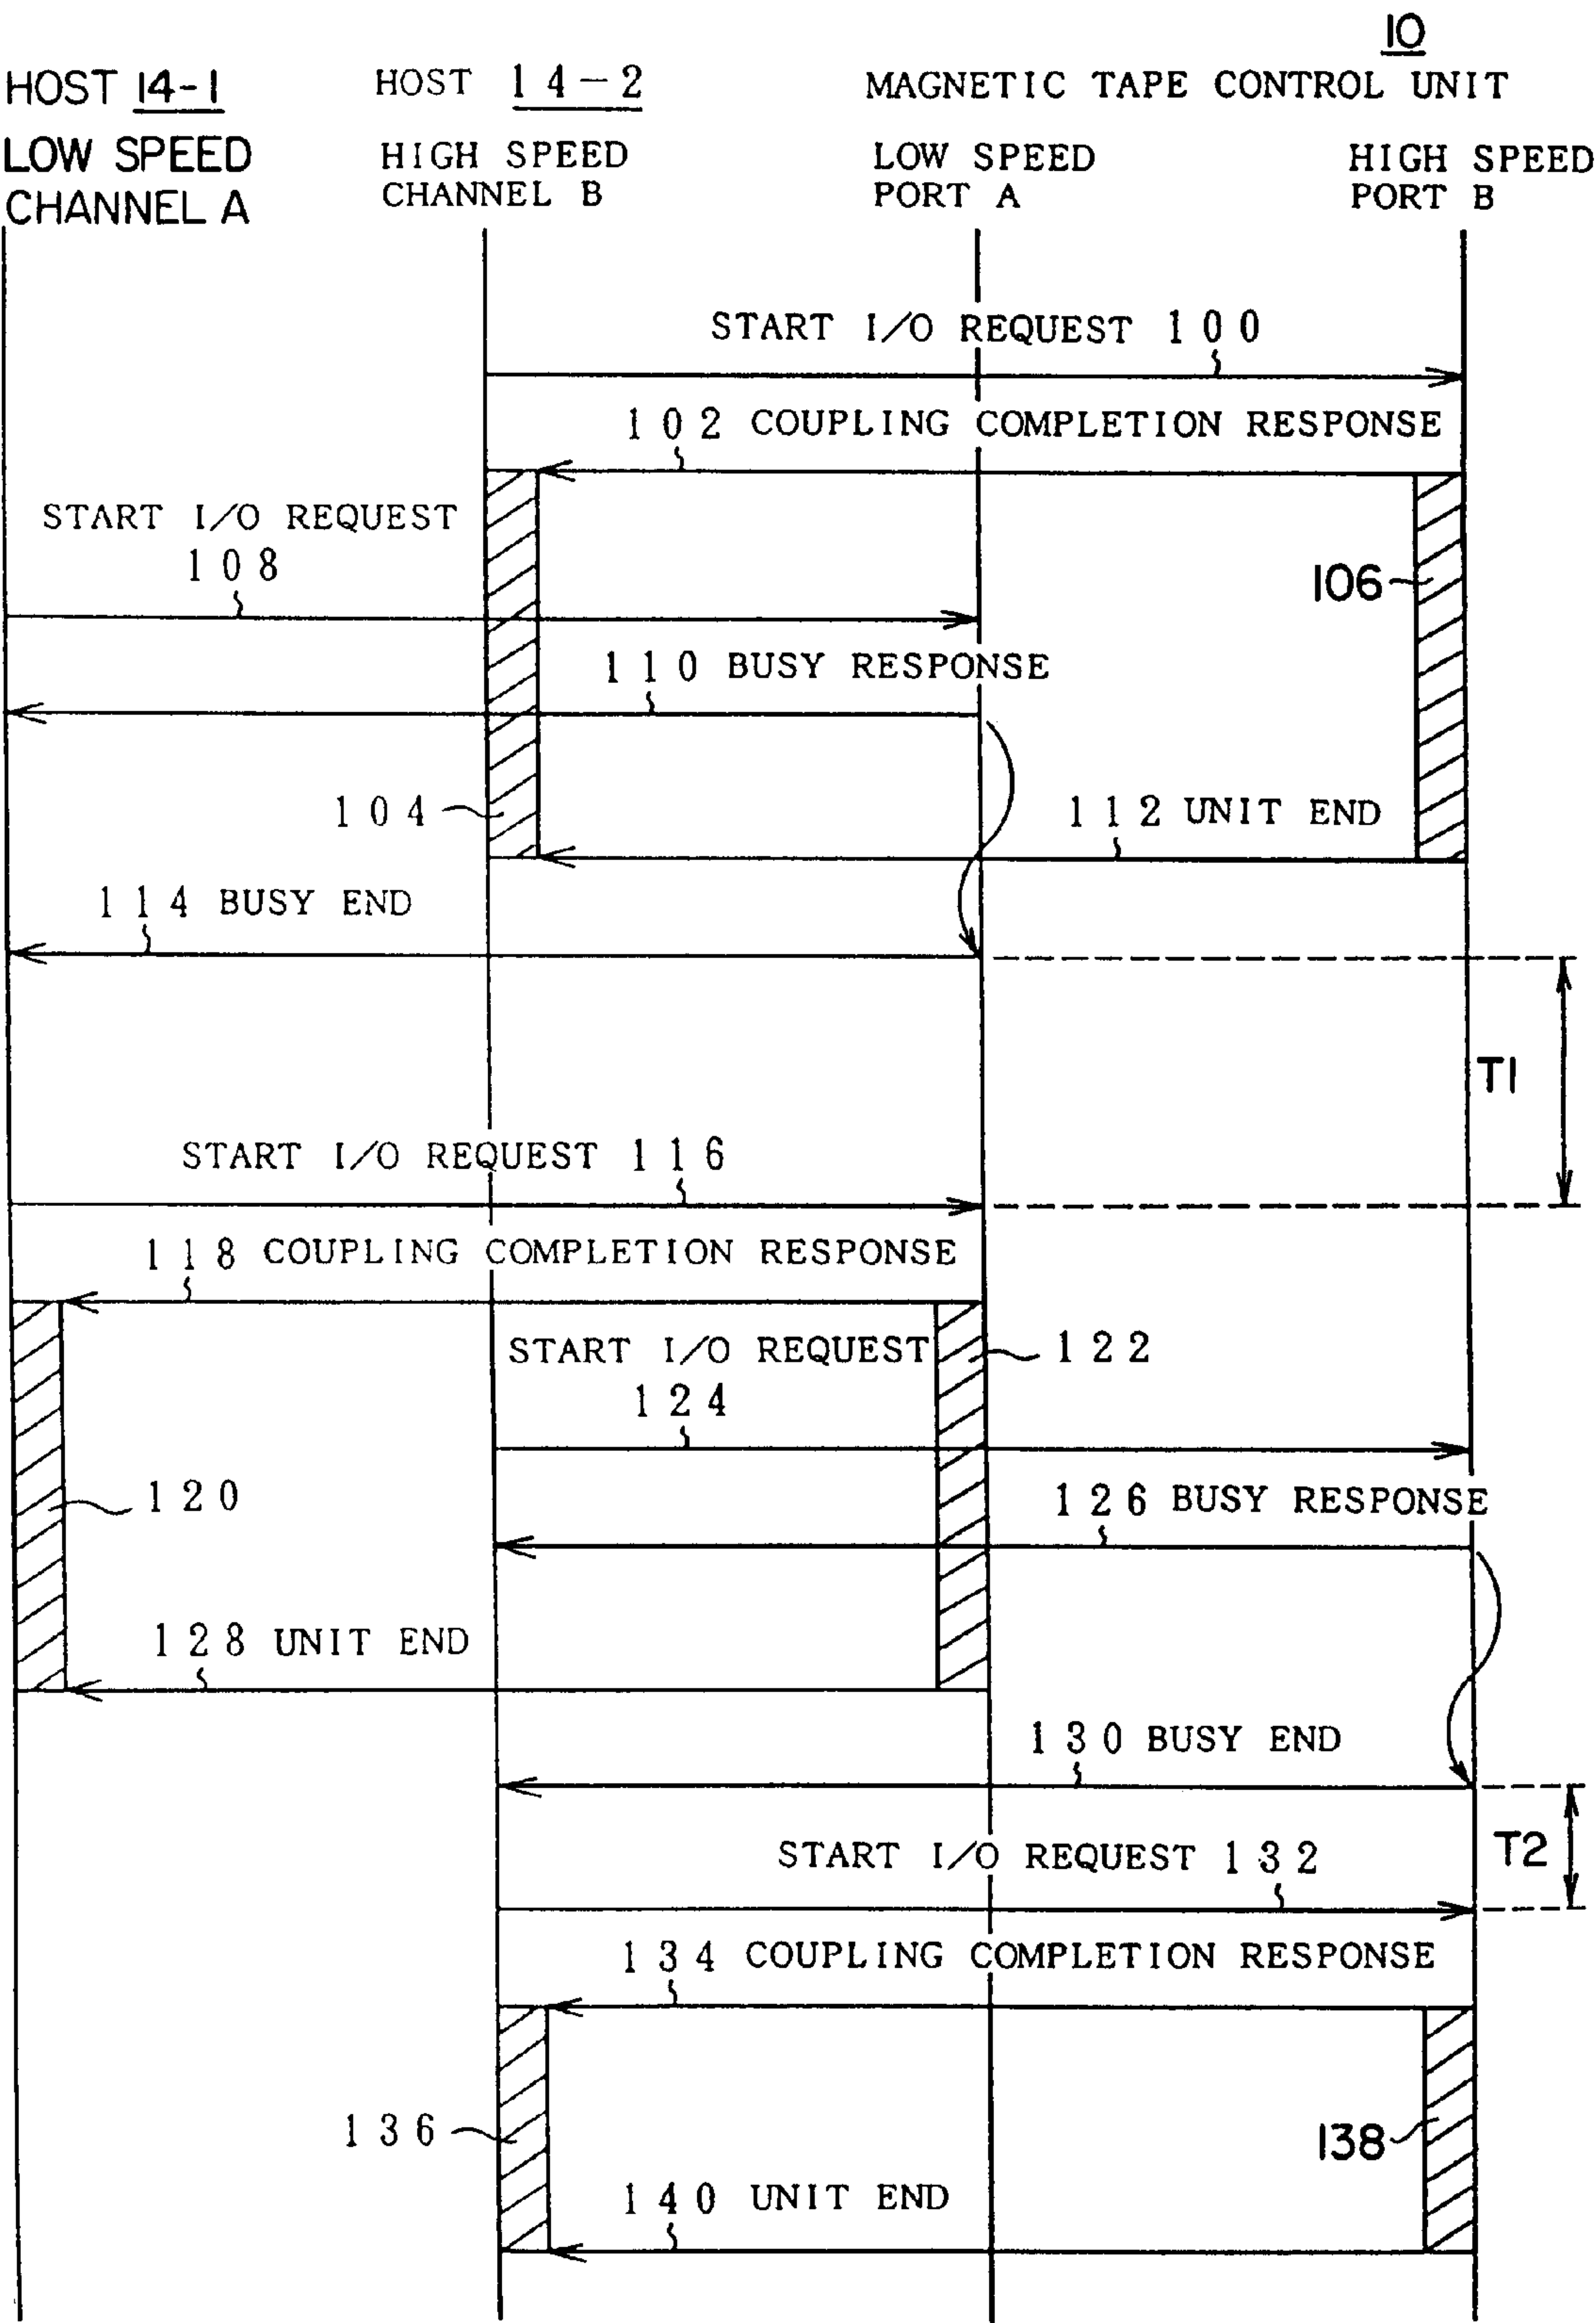 10
HOST 14-1
HOST 14-2
MAGNETIC TAPE CONTROL UNIT
LOW SPEED
CHANNEL A
HIGH SPEED
CHANNEL B
LOW SPEED
PORT A
HIGH SPEED
PORT B
START I/O REQUEST 100
102 COUPLING COMPLETION RESPONSE
START I/O REQUEST
108
106
110 BUSY RESPONSE
104
112 UNIT END
114 BUSY END
T1
START I/O REQUEST 116
118 COUPLING COMPLETION RESPONSE
START I/O REQUEST
124
122
120
126 BUSY RESPONSE
128 UNIT END
130 BUSY END
START I/O REQUEST 132
T2
134 COUPLING COMPLETION RESPONSE
136
138
140 UNIT END